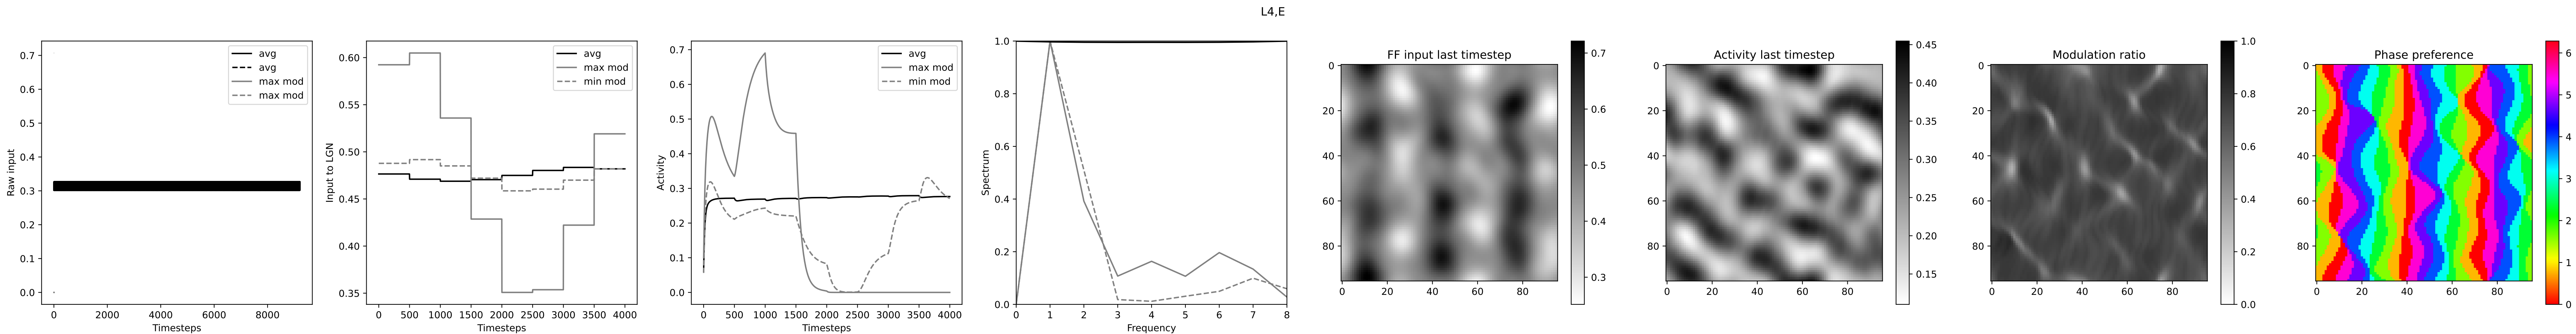 L4,E
Raw input
0.7
0.6
0.5
0.4
0.3
0.2
0.1
0.0
avg
avg
max mod
max mod
0 2000 4000 6000 8000
Timesteps
Input to LGN
0.60
0.55
0.50
0.45
0.40
0.35
avg
max mod
min mod
0 500 1000 1500 2000 2500 3000 3500 4000
Timesteps
Activity
0.7
0.6
0.5
0.4
0.3
0.2
0.1
0.0
avg
max mod
min mod
0 500 1000 1500 2000 2500 3000 3500 4000
Timesteps
Spectrum
1.0
0.8
0.6
0.4
0.2
0.0
0 1 2 3 4 5 6 7 8
Frequency
FF input last timestep
0
20
40
60
80
0 20 40 60 80
0.7
0.6
0.5
0.4
0.3
Activity last timestep
0
20
40
60
80
0 20 40 60 80
0.45
0.40
0.35
0.30
0.25
0.20
0.15
Modulation ratio
0
20
40
60
80
0 20 40 60 80
1.0
0.8
0.6
0.4
0.2
0.0
Phase preference
0
20
40
60
80
0 20 40 60 80
6
5
4
3
2
1
0